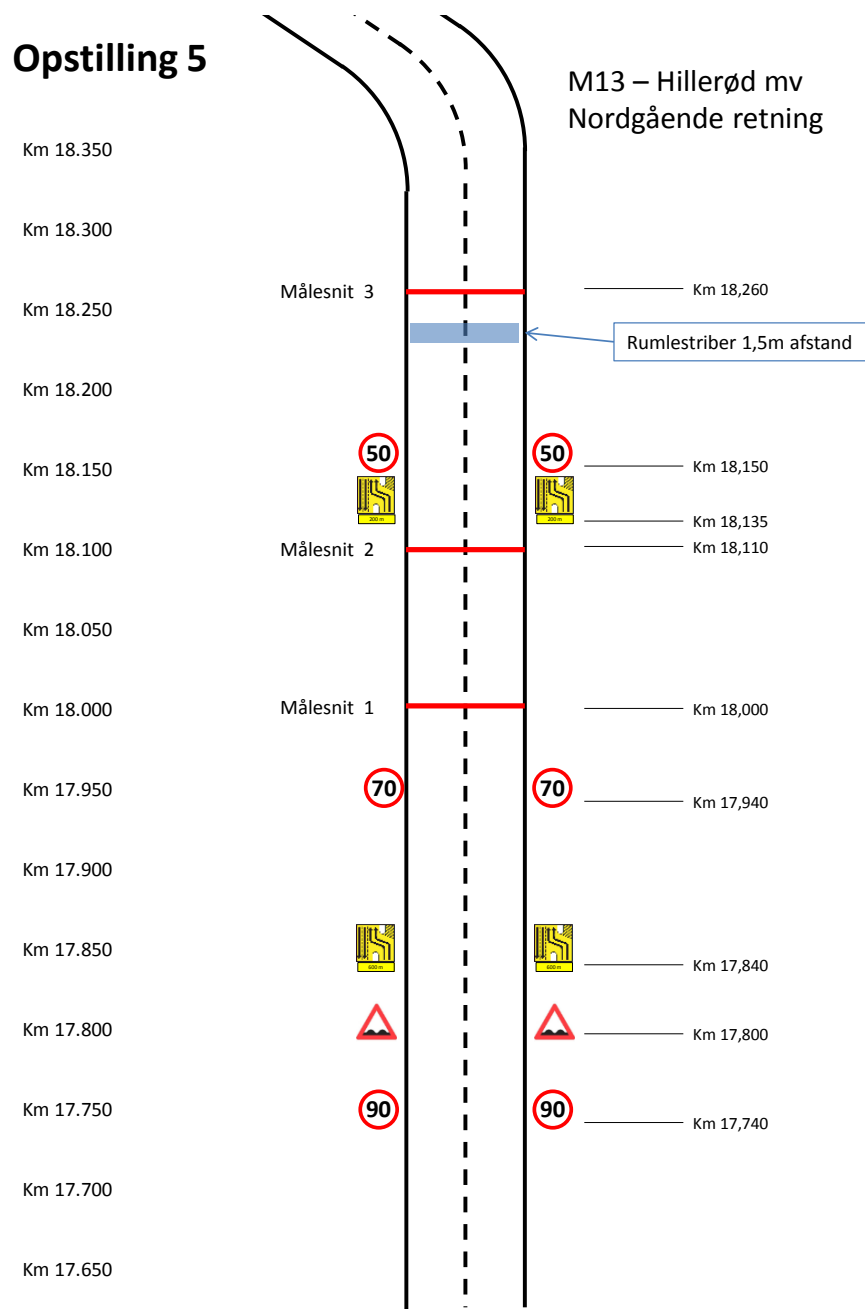 Opstilling 5
M13 – Hillerød mv
Nordgående retning
Km 18.350
Km 18.300
Målesnit 3
Km 18,260
Km 18.250
Rumlestriber 1,5m afstand
Km 18.200
50
50
Km 18.150
Km 18,150
200 m
200 m
Km 18,135
Km 18.100
Målesnit 2
Km 18,110
Km 18.050
Km 18.000
Målesnit 1
Km 18,000
Km 17.950
70
70
Km 17,940
Km 17.900
Km 17.850
600 m
600 m
Km 17,840
Km 17.800
Km 17,800
Km 17.750
90
90
Km 17,740
Km 17.700
Km 17.650